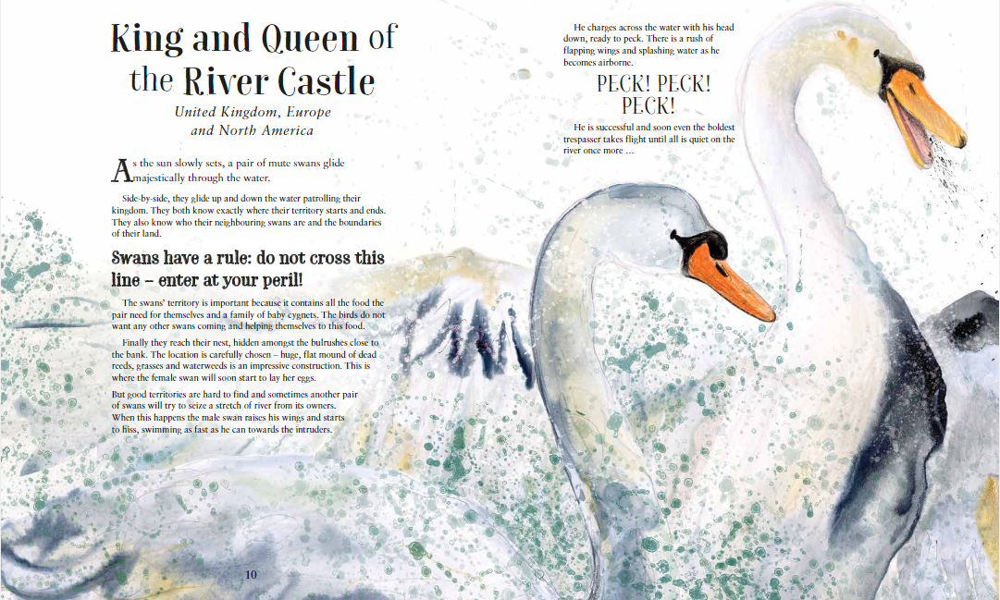 King and Queen of
the River Castle
United Kingdom, Europe
and North America
As the sun slowly sets, a pair of mute swans glide
majestically through the water.
Side-by-side, they glide up and down the water patrolling their
kingdom. They both know exactly where their territory starts and ends.
They also know who their neighbouring swans are and the boundaries
of their land.
Swans have a rule: do not cross this
line – enter at your peril!
The swans' territory is important because it contains all the food the
pair need for themselves and a family of baby cygnets. The birds do not
want any other swans coming and helping themselves to this food.
Finally they reach their nest, hidden amongst the bulrushes close to
the bank. The location is carefully chosen – huge, flat mound of dead
reeds, grasses and waterweeds is an impressive construction. This is
where the female swan will soon start to lay her eggs.
But good territories are hard to find and sometimes another pair
of swans will try to seize a stretch of river from its owners.
When this happens the male swan raises his wings and starts
to hiss, swimming as fast as he can towards the intruders.
10
He charges across the water with his head
down, ready to peck. There is a rush of
flapping wings and splashing water as he
becomes airborne.
PECK! PECK!
PECK!
He is successful and soon even the boldest
trespasser takes flight until all is quiet on the
river once more ...